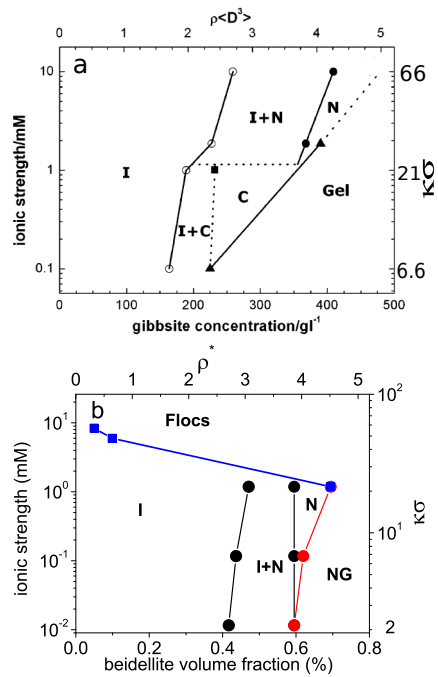 ρ<D³>
0 1 2 3 4 5
a
10
1
0.1
ionic strength/mM
66
21
6.6
κσ
I+N
N
I
C
Gel
I+C
0 100 200 300 400 500
gibbsite concentration/gl⁻¹
ρ*
0 1 2 3 4 5
b
10¹
10⁰
10⁻¹
10⁻²
ionic strength (mM)
10²
10¹
2
κσ
Flocs
I
N
I+N
NG
0.0 0.2 0.4 0.6 0.8
beidellite volume fraction (%)